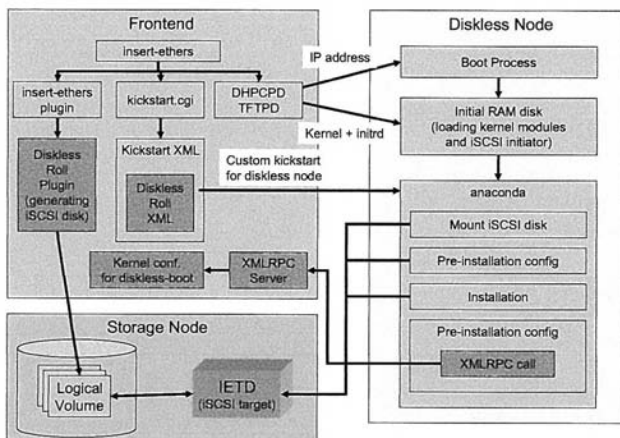 Frontend
insert-ethers
insert-ethers
plugin
kickstart.cgi
DHPCPD
TFTPD
Diskless
Roll
Plugin
(generating
iSCSI disk)
Kickstart XML
Diskless
Roll
XML
Kernel conf.
for diskless-boot
XMLRPC
Server
IP address
Kernel + initrd
Custom kickstart
for diskless node
Diskless Node
Boot Process
Initial RAM disk
(loading kernel modules
and iSCSI initiator)
anaconda
Mount iSCSI disk
Pre-installation config
Installation
Pre-installation config
XMLRPC call
Storage Node
Logical
Volume
IETD
(iSCSI target)